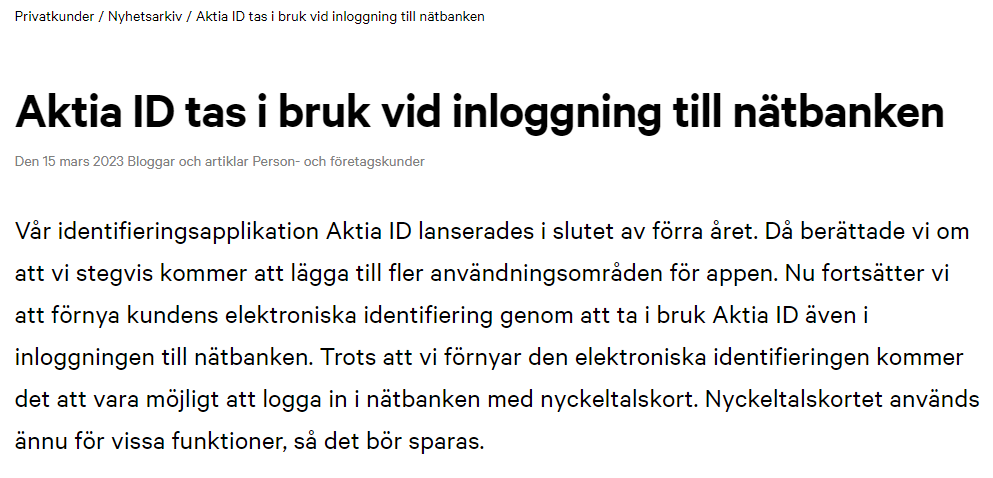 Privatkunder / Nyhetsarkiv / Aktia ID tas i bruk vid inloggning till nätbanken
Aktia ID tas i bruk vid inloggning till nätbanken
Den 15 mars 2023 Bloggar och artiklar Person- och företagskunder
Vår identifieringsapplikation Aktia ID lanserades i slutet av förra året. Då berättade vi om
att vi stegvis kommer att lägga till fler användningsområden för appen. Nu fortsätter vi
att förnya kundens elektroniska identifiering genom att ta i bruk Aktia ID även i
inloggningen till nätbanken. Trots att vi förnyar den elektroniska identifieringen kommer
det att vara möjligt att logga in i nätbanken med nyckeltalskort. Nyckeltalskortet används
ännu för vissa funktioner, så det bör sparas.